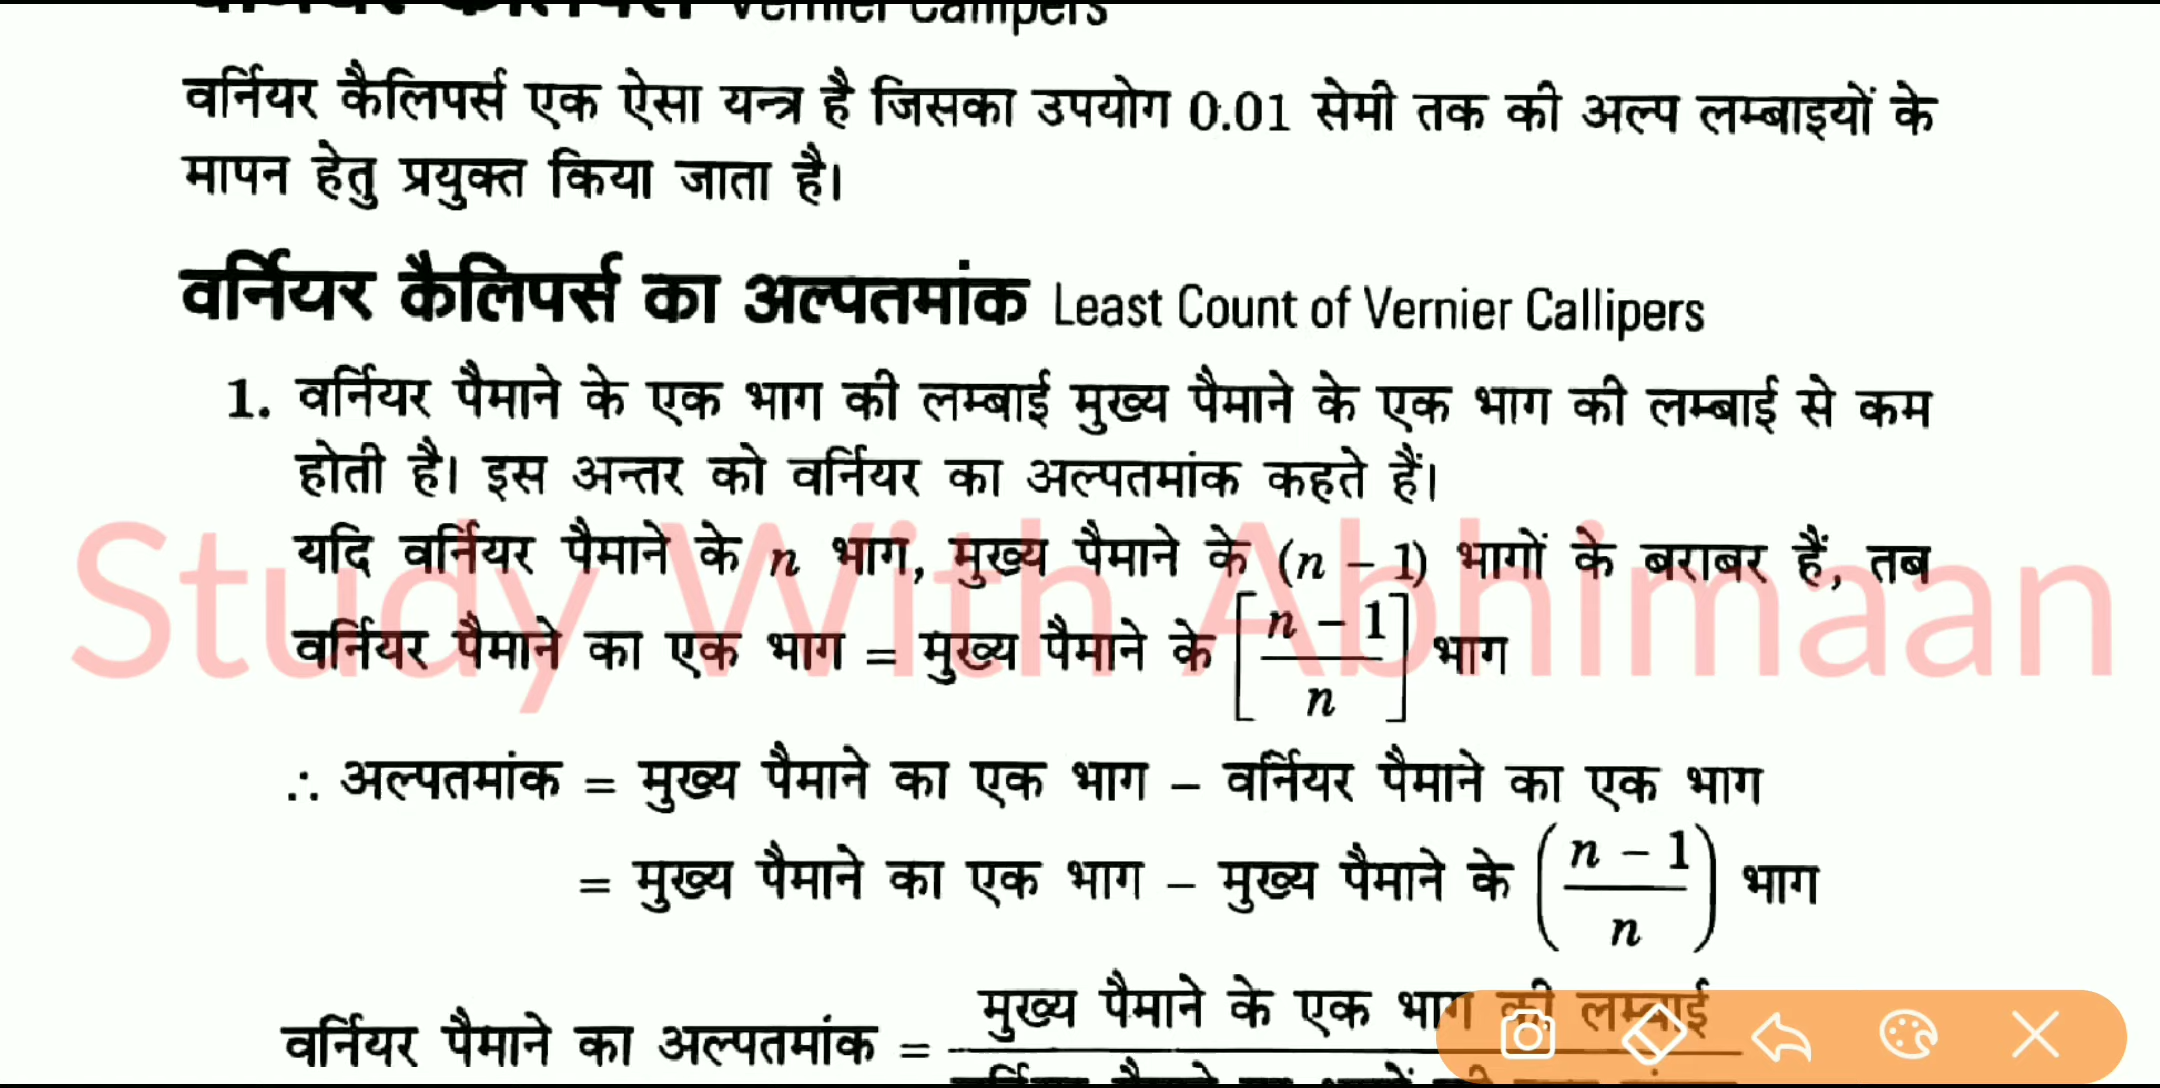 Vernier Callipers
वर्नियर कैलिपर्स एक ऐसा यन्त्र है जिसका उपयोग 0.01 सेमी तक की अल्प लम्बाइयों के
मापन हेतु प्रयुक्त किया जाता है।
वर्नियर कैलिपर्स का अल्पतमांक Least Count of Vernier Callipers
1. वर्नियर पैमाने के एक भाग की लम्बाई मुख्य पैमाने के एक भाग की लम्बाई से कम
होती है। इस अन्तर को वर्नियर का अल्पतमांक कहते हैं।
यदि वर्नियर पैमाने के n भाग, मुख्य पैमाने के (n – 1) भागों के बराबर हैं, तब
Study With Abhimaan
वर्नियर पैमाने का एक भाग = मुख्य पैमाने के [n – 1 / n] भाग
∴ अल्पतमांक = मुख्य पैमाने का एक भाग – वर्नियर पैमाने का एक भाग
= मुख्य पैमाने का एक भाग – मुख्य पैमाने के (n – 1 / n) भाग
मुख्य पैमाने के एक भाग की लम्बाई
वर्नियर पैमाने का अल्पतमांक =